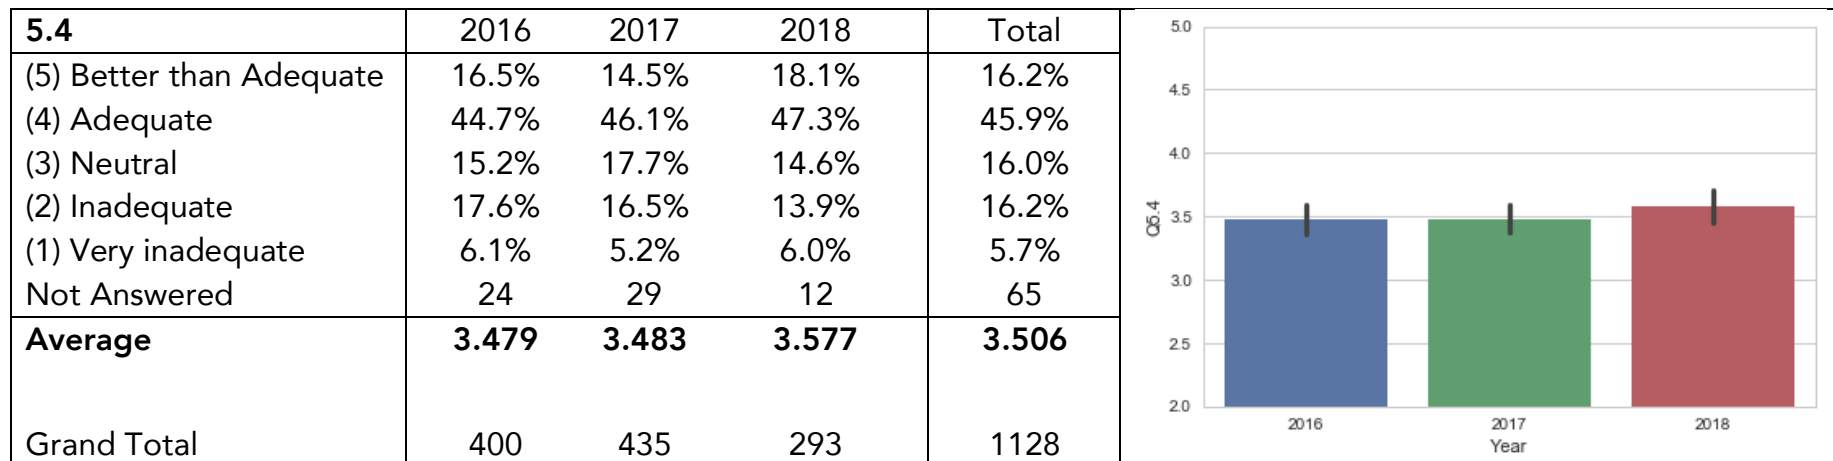 5.4 2016 2017 2018 Total
(5) Better than Adequate 16.5% 14.5% 18.1% 16.2%
(4) Adequate 44.7% 46.1% 47.3% 45.9%
(3) Neutral 15.2% 17.7% 14.6% 16.0%
(2) Inadequate 17.6% 16.5% 13.9% 16.2%
(1) Very inadequate 6.1% 5.2% 6.0% 5.7%
Not Answered 24 29 12 65
Average 3.479 3.483 3.577 3.506
Grand Total 400 435 293 1128
5.0
4.5
4.0
3.5
3.0
2.5
2.0
Q5.4
2016 2017 2018
Year